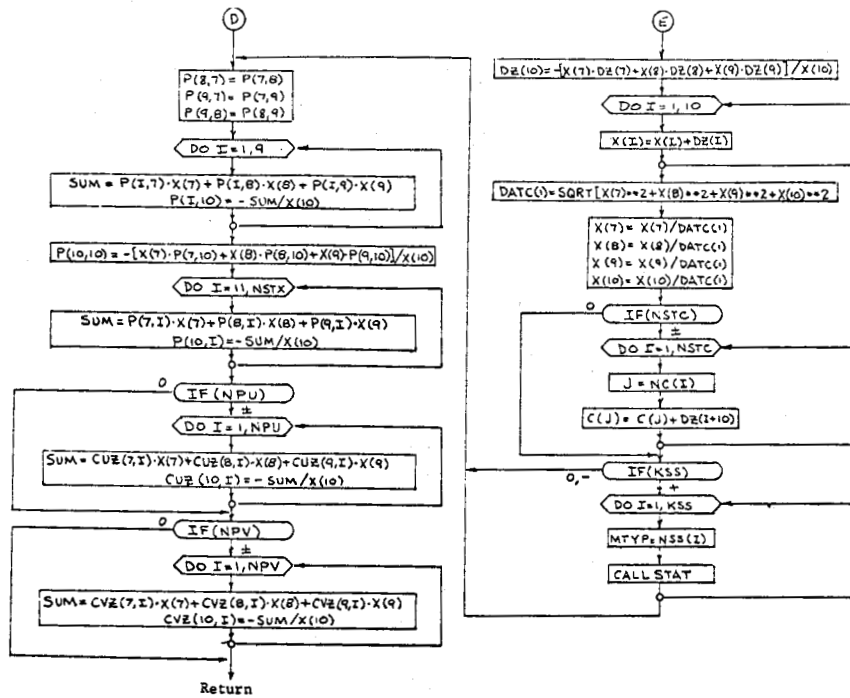 D
P(8,7) = P(7,8)
P(9,7) = P(7,9)
P(9,8) = P(8,9)
DO I = 1, 9
SUM = P(I,7)·X(7) + P(I,8)·X(8) + P(I,9)·X(9)
P(I,10) = - SUM/X(10)
P(10,10) = -[X(7)·P(7,10)+X(8)·P(8,10)+X(9)·P(9,10)]/X(10)
DO I = 11, NSTX
SUM = P(7,I)·X(7)+P(8,I)·X(8)+P(9,I)·X(9)
P(10,I) = -SUM/X(10)
0
IF(NPU)
±
DO I = 1, NPU
SUM = CUZ(7,I)·X(7)+CUZ(8,I)·X(8)+CUZ(9,I)·X(9)
CUZ(10,I) = - SUM/X(10)
0
IF(NPV)
±
DO I = 1, NPV
SUM = CVZ(7,I)·X(7)+CVZ(8,I)·X(8)+CVZ(9,I)·X(9)
CVZ(10,I) = -SUM/X(10)
Return
E
DZ(10) = -[X(7)·DZ(7)+X(8)·DZ(8)+X(9)·DZ(9)]/X(10)
DO I = 1, 10
X(I) = X(I) + DZ(I)
DATC(1) = SQRT[X(7)**2+X(8)**2+X(9)**2+X(10)**2
X(7) = X(7)/DATC(1)
X(8) = X(8)/DATC(1)
X(9) = X(9)/DATC(1)
X(10) = X(10)/DATC(1)
0
IF(NSTC)
±
DO I=1, NSTC
J = NC(I)
C(J) = C(J) + DZ(I+10)
IF(KSS)
0,-
+
DO I=1, KSS
MTYP = NSS(I)
CALL STAT